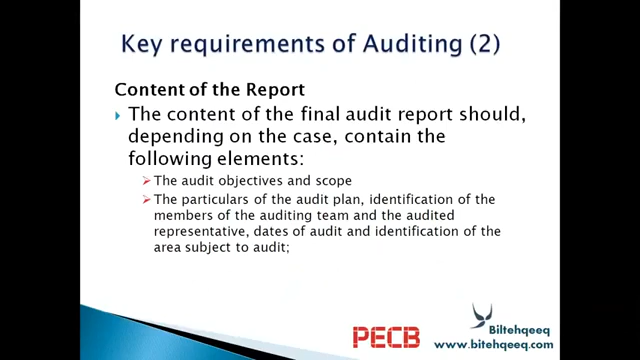 Key requirements of Auditing (2)
Content of the Report
The content of the final audit report should,
depending on the case, contain the
following elements:
The audit objectives and scope
The particulars of the audit plan, identification of the
members of the auditing team and the audited
representative, dates of audit and identification of the
area subject to audit;
PECB
Biltehqeeq
www.bitehqeeq.com